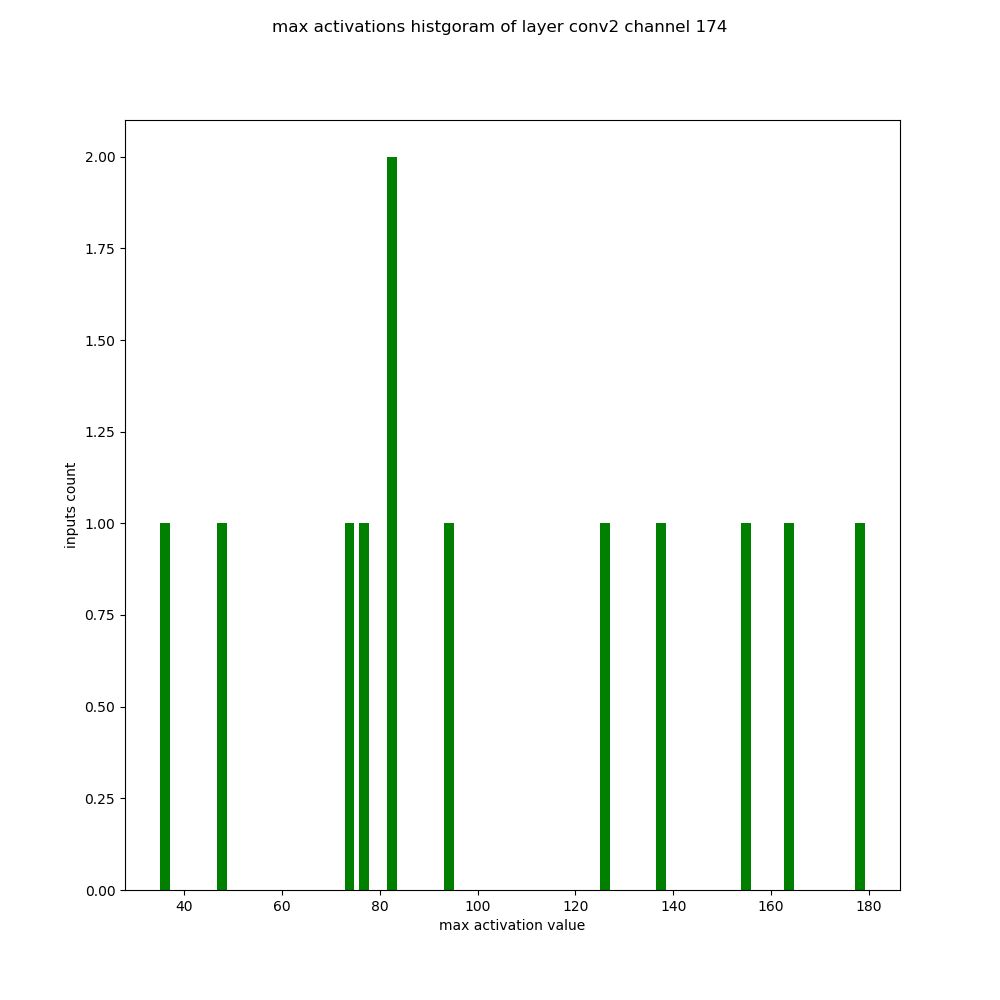 max activations histgoram of layer conv2 channel 174
2.00
1.75
1.50
1.25
1.00
0.75
0.50
0.25
0.00
inputs count
40 60 80 100 120 140 160 180
max activation value